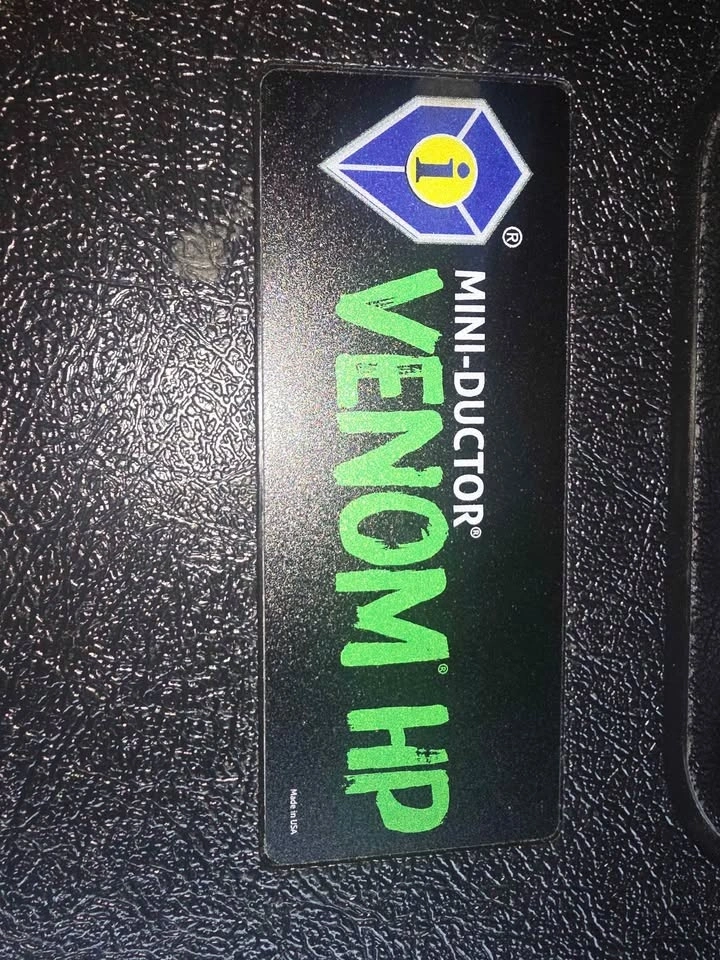 i
®
MINI-DUCTOR®
VENOM® HP
Made in USA